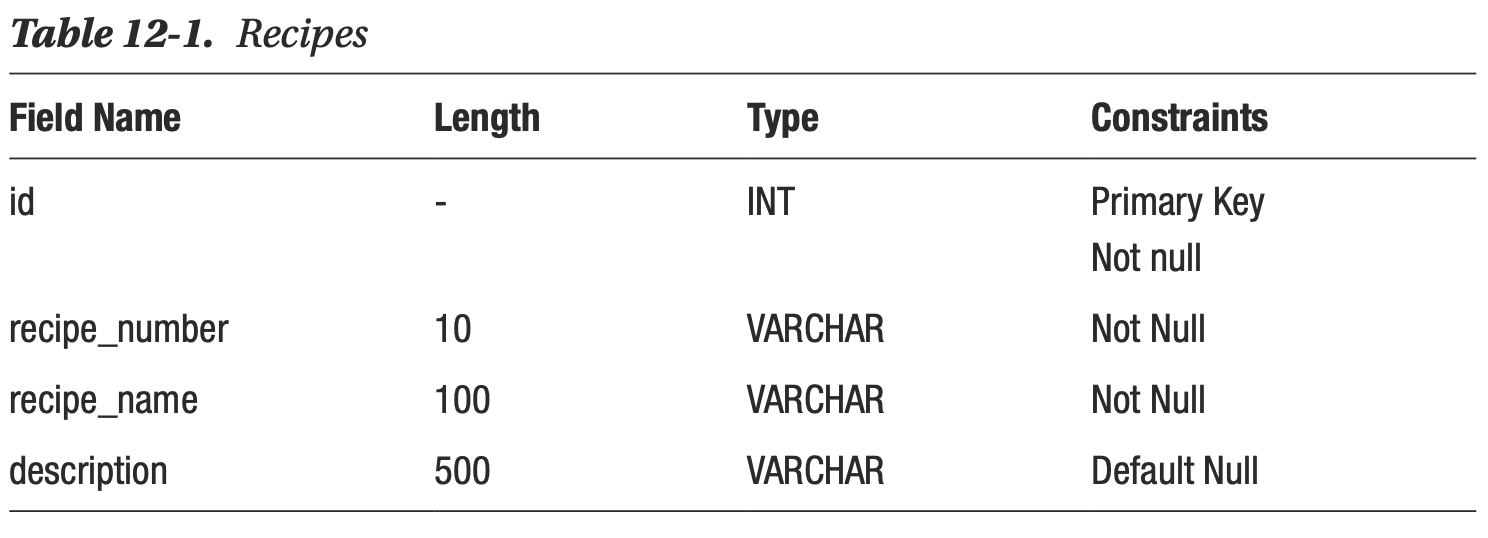 Table 12-1. Recipes
Field Name Length Type Constraints
id - INT Primary Key
Not null
recipe_number 10 VARCHAR Not Null
recipe_name 100 VARCHAR Not Null
description 500 VARCHAR Default Null